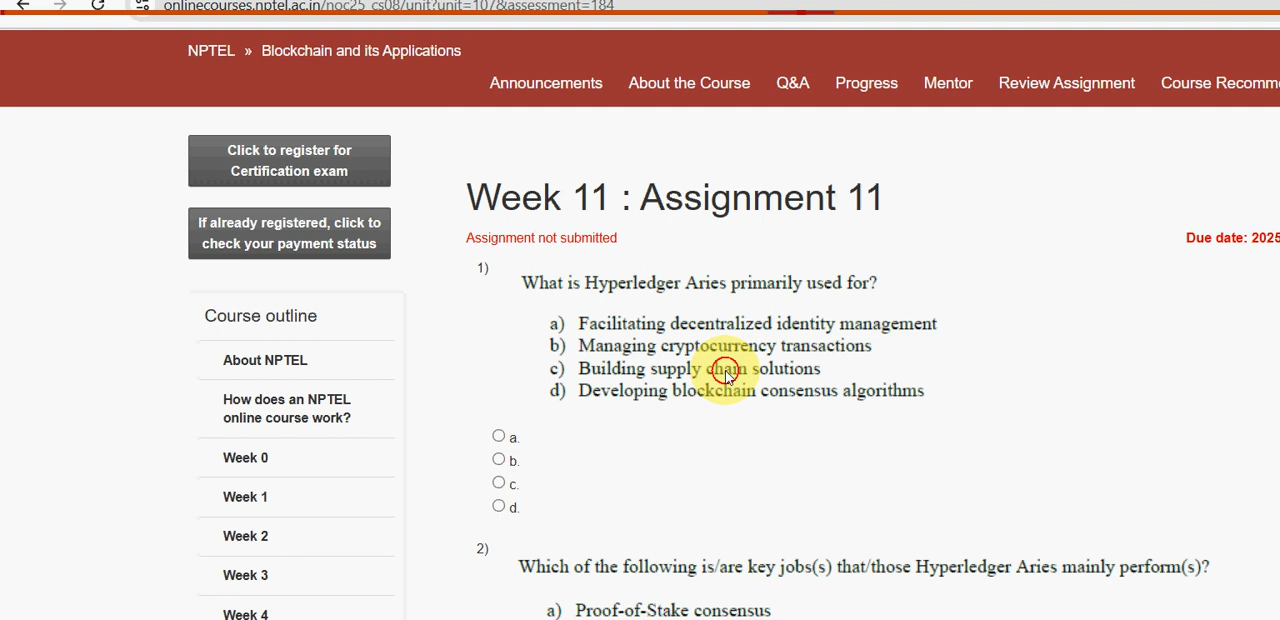 onlinecourses.nptel.ac.in/noc25_cs08/unit?unit=107&assessment=184
NPTEL » Blockchain and its Applications
Announcements About the Course Q&A Progress Mentor Review Assignment Course Recomm
Click to register for
Certification exam
If already registered, click to
check your payment status
Course outline
About NPTEL
How does an NPTEL
online course work?
Week 0
Week 1
Week 2
Week 3
Week 4
Week 11 : Assignment 11
Assignment not submitted
Due date: 2025
1)
What is Hyperledger Aries primarily used for?
a) Facilitating decentralized identity management
b) Managing cryptocurrency transactions
c) Building supply chain solutions
d) Developing blockchain consensus algorithms
a.
b.
c.
d.
2)
Which of the following is/are key jobs(s) that/those Hyperledger Aries mainly perform(s)?
a) Proof-of-Stake consensus